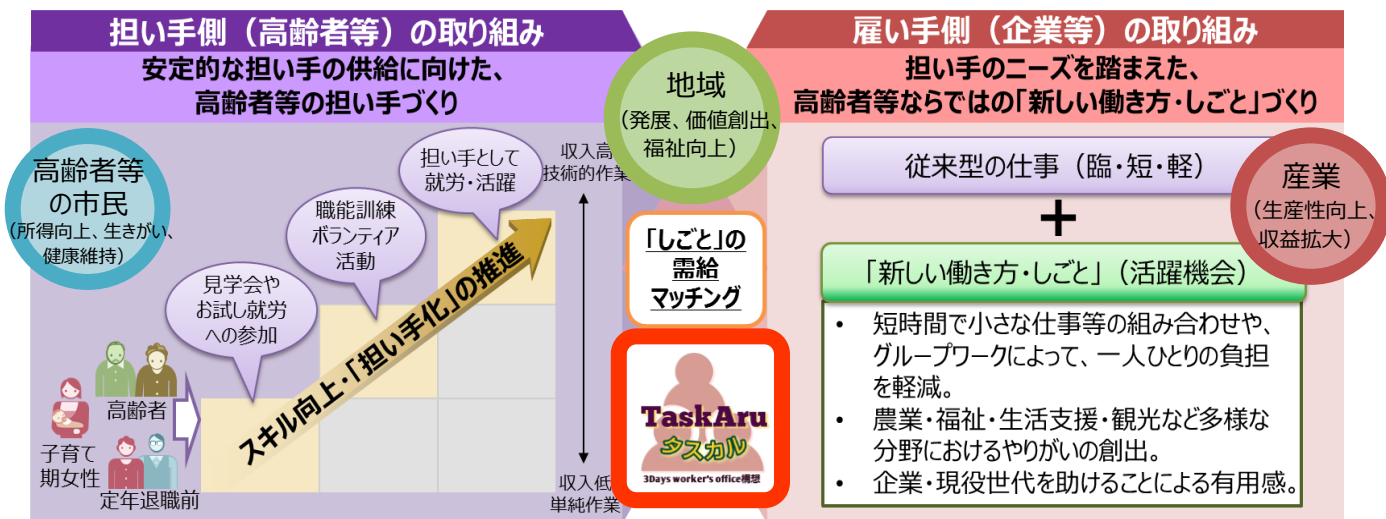 担い手側（高齢者等）の取り組み
安定的な担い手の供給に向けた、
高齢者等の担い手づくり
高齢者等
の市民
（所得向上、生きがい、
健康維持）
見学会や
お試し就労
への参加
職能訓練
ボランティア
活動
担い手として
就労・活躍
スキル向上・「担い手化」の推進
高齢者
子育て
期女性
定年退職前
収入高
技術的作業
収入低
単純作業
地域
（発展、価値創出、
福祉向上）
「しごと」の
需給
マッチング
TaskAru
タスカル
3Days worker's office構想
雇い手側（企業等）の取り組み
担い手のニーズを踏まえた、
高齢者等ならではの「新しい働き方・しごと」づくり
従来型の仕事（臨・短・軽）
＋
産業
（生産性向上、
収益拡大）
「新しい働き方・しごと」（活躍機会）
• 短時間で小さな仕事等の組み合わせや、
グループワークによって、一人ひとりの負担
を軽減。
• 農業・福祉・生活支援・観光など多様な
分野におけるやりがいの創出。
• 企業・現役世代を助けることによる有用感。